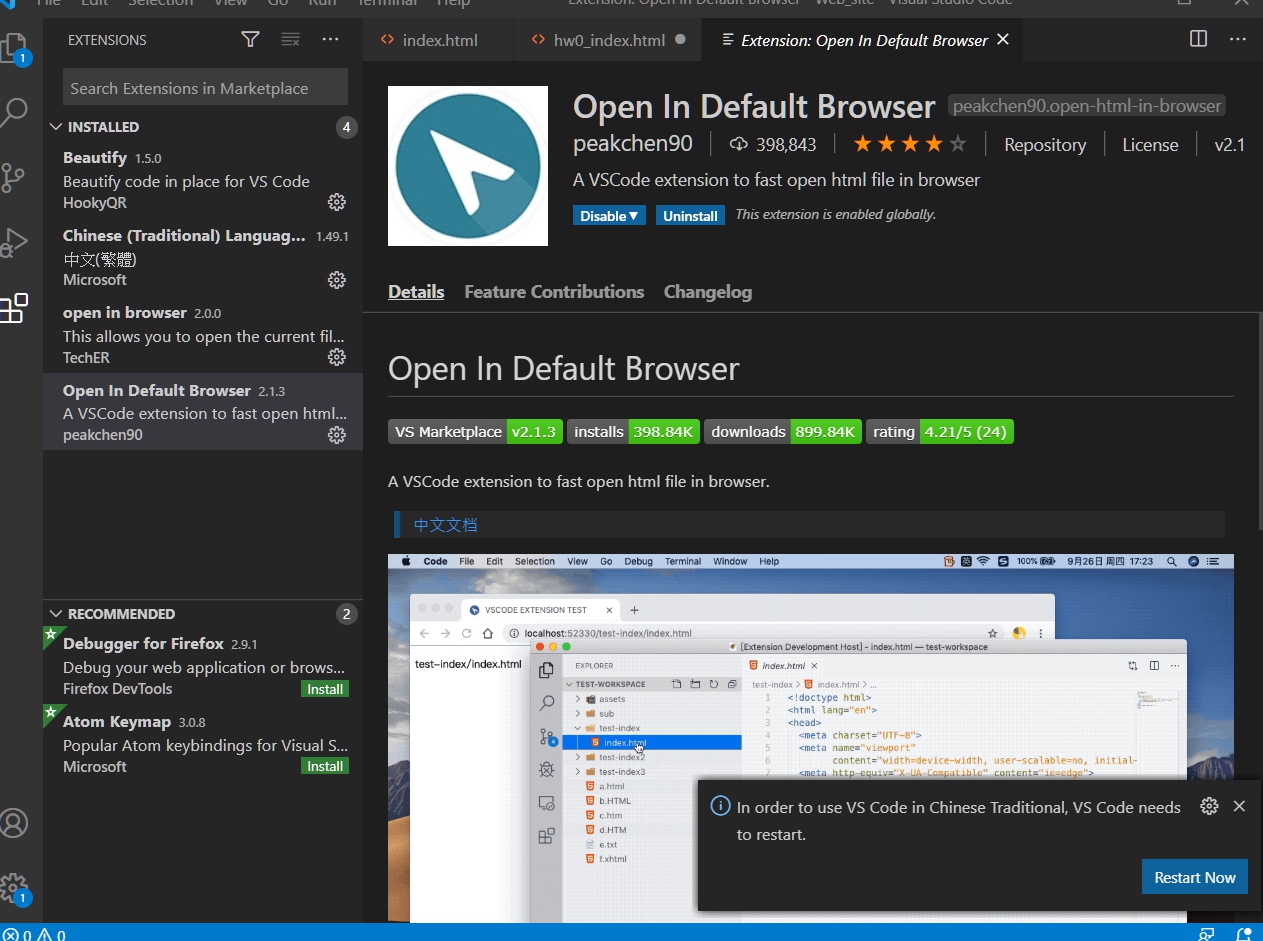 File Edit Selection View Go Run Terminal Help
Extension: Open In Default Browser - Web_site - Visual Studio Code
EXTENSIONS
index.html
hw0_index.html
Extension: Open In Default Browser
1
Search Extensions in Marketplace
INSTALLED 4
Beautify 1.5.0
Beautify code in place for VS Code
HookyQR
Chinese (Traditional) Languag... 1.49.1
中文(繁體)
Microsoft
open in browser 2.0.0
This allows you to open the current fil...
TechER
Open In Default Browser 2.1.3
A VSCode extension to fast open html...
peakchen90
RECOMMENDED 2
Debugger for Firefox 2.9.1
Debug your web application or brows...
Firefox DevTools Install
Atom Keymap 3.0.8
Popular Atom keybindings for Visual S...
Microsoft Install
1
Open In Default Browser peakchen90.open-html-in-browser
peakchen90 398,843 Repository License v2.1
A VSCode extension to fast open html file in browser
Disable Uninstall This extension is enabled globally.
Details Feature Contributions Changelog
Open In Default Browser
VS Marketplace v2.1.3 installs 398.84K downloads 899.84K rating 4.21/5 (24)
A VSCode extension to fast open html file in browser.
中文文档
Code File Edit Selection View Go Debug Terminal Window Help 英 100% 9月26日 周四 17:23
VSCODE EXTENSION TEST
localhost:52330/test-index/index.html
test-index/index.html
[Extension Development Host] - index.html — test-workspace
EXPLORER
TEST-WORKSPACE
assets
sub
test-index
index.html
test-index2
test-index3
a.html
b.HTML
c.htm
d.HTM
e.txt
f.xhtml
index.html
test-index > index.html > ...
1 <!doctype html>
2 <html lang="en">
3 <head>
4 <meta charset="UTF-8">
5 <meta name="viewport"
6 content="width=device-width, user-scalable=no, initial-
7 <meta http-equiv="X-UA-Compatible" content="ie=edge">
In order to use VS Code in Chinese Traditional, VS Code needs
to restart.
Restart Now
0 0